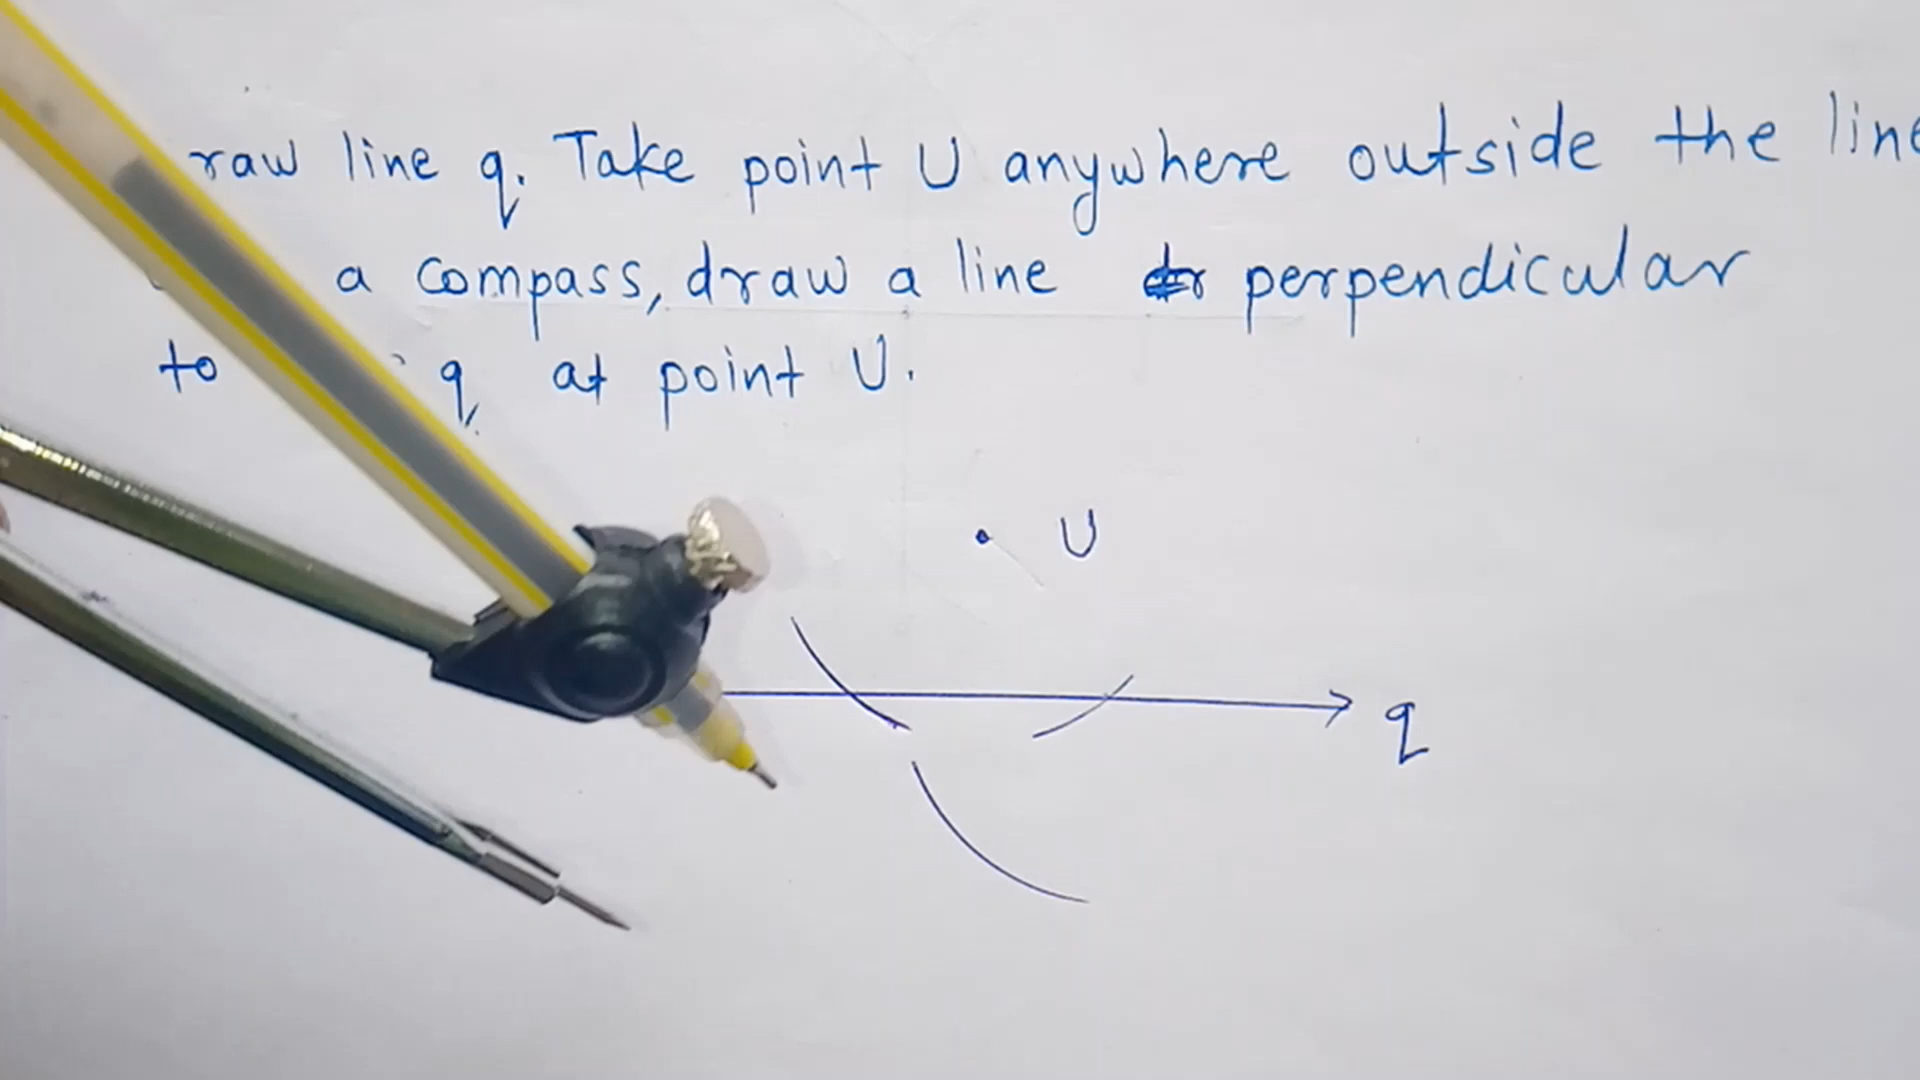 raw line q. Take point U anywhere outside the line
a compass, draw a line perpendicular
to q at point U.
U
q